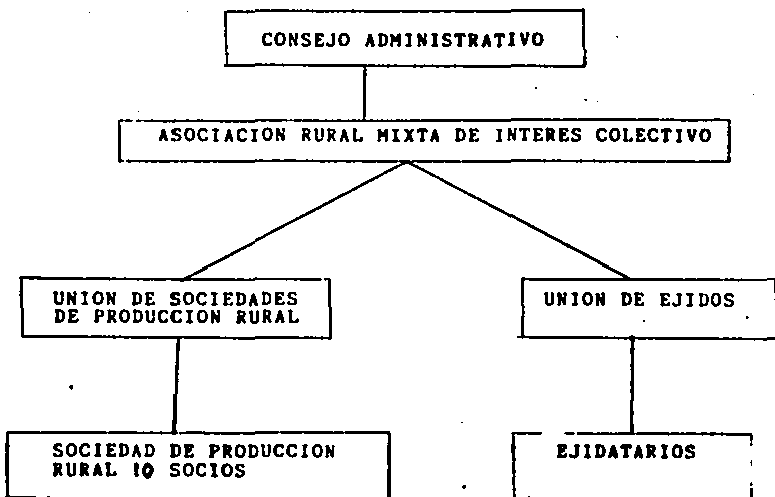 CONSEJO ADMINISTRATIVO
ASOCIACION RURAL MIXTA DE INTERES COLECTIVO
UNION DE SOCIEDADES
DE PRODUCCION RURAL
UNION DE EJIDOS
SOCIEDAD DE PRODUCCION
RURAL 10 SOCIOS
EJIDATARIOS